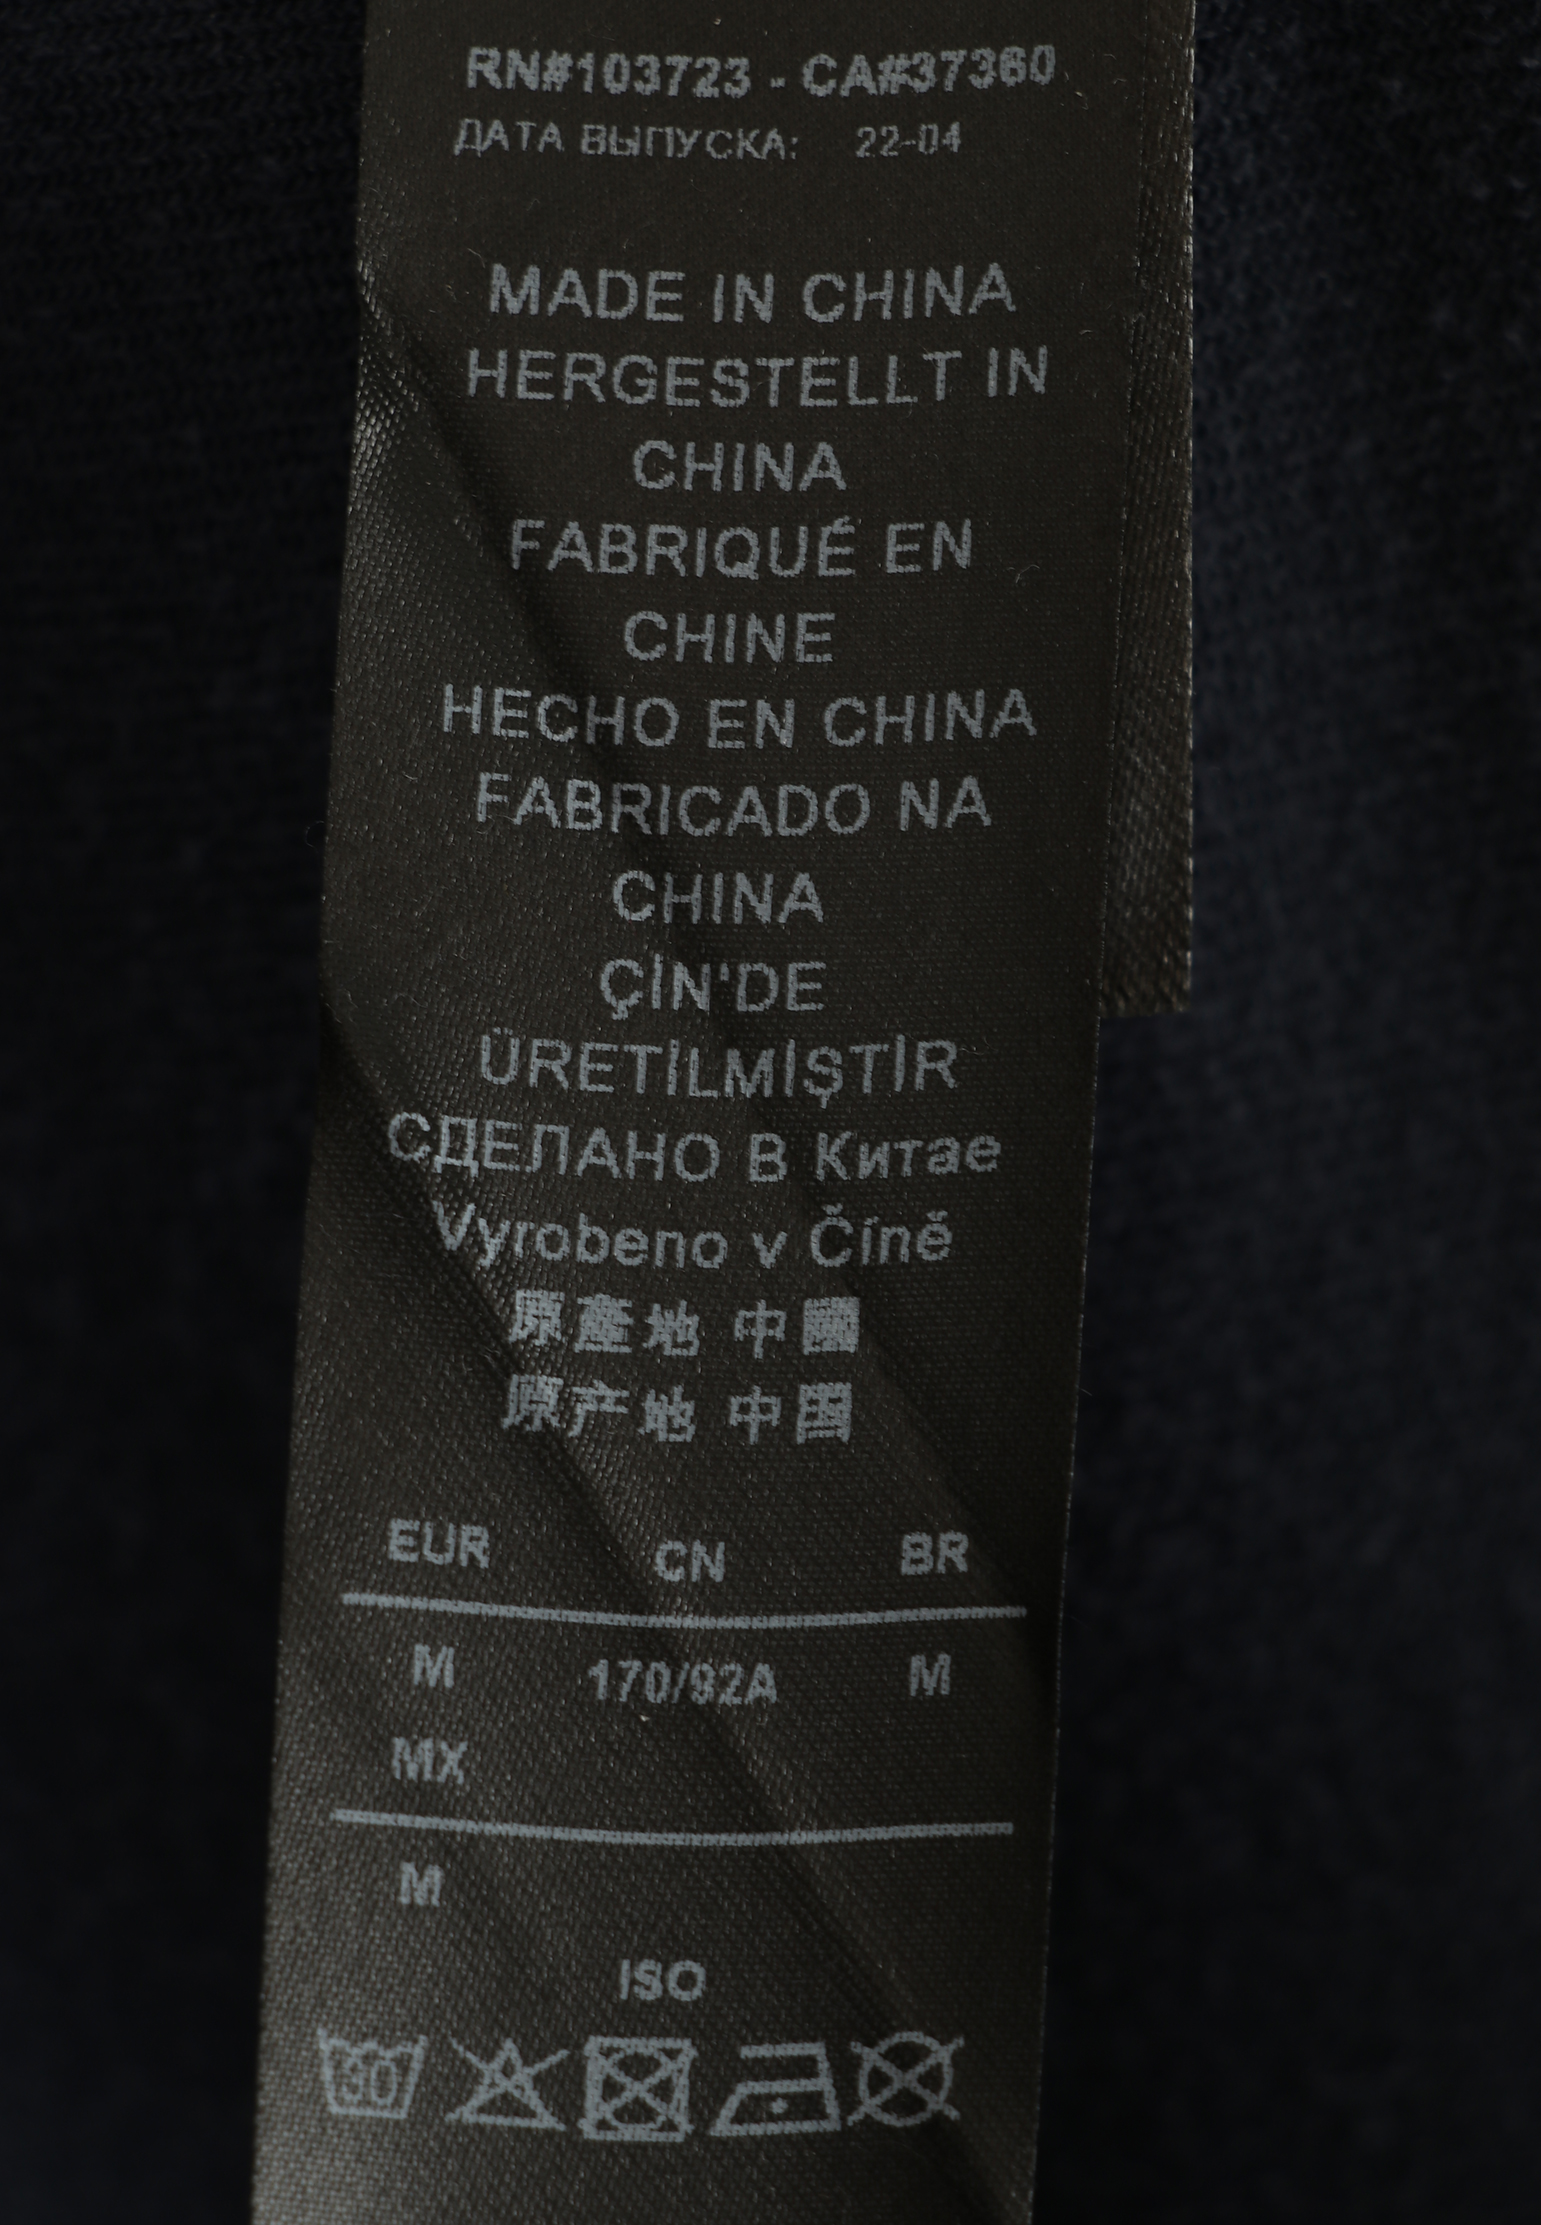 RN#103723 - CA#37360
ДАТА ВЫПУСКА: 22-04
MADE IN CHINA
HERGESTELLT IN
CHINA
FABRIQUÉ EN
CHINE
HECHO EN CHINA
FABRICADO NA
CHINA
ÇİN'DE
ÜRETİLMİŞTİR
СДЕЛАНО В Китае
Vyrobeno v Číně
原產地 中國
原产地 中国
EUR CN BR
M 170/92A M
MX
M
ISO
30